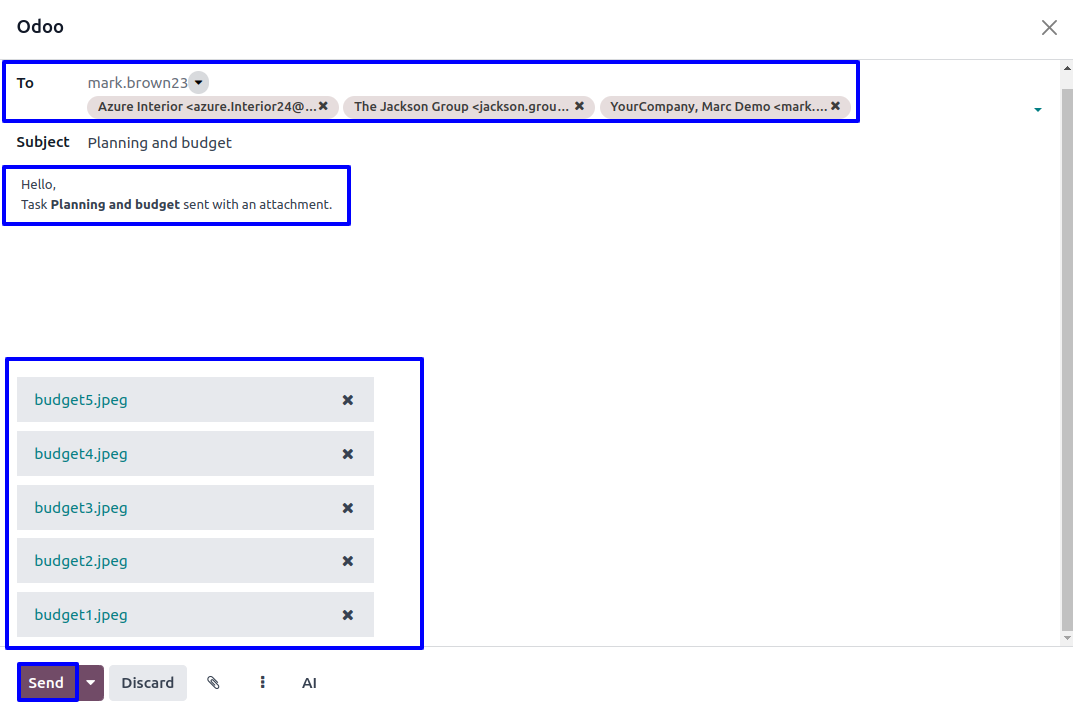 Odoo
To mark.brown23
Azure Interior <azure.Interior24@... The Jackson Group <jackson.grou... YourCompany, Marc Demo <mark....
Subject Planning and budget
Hello,
Task Planning and budget sent with an attachment.
budget5.jpeg
budget4.jpeg
budget3.jpeg
budget2.jpeg
budget1.jpeg
Send Discard AI